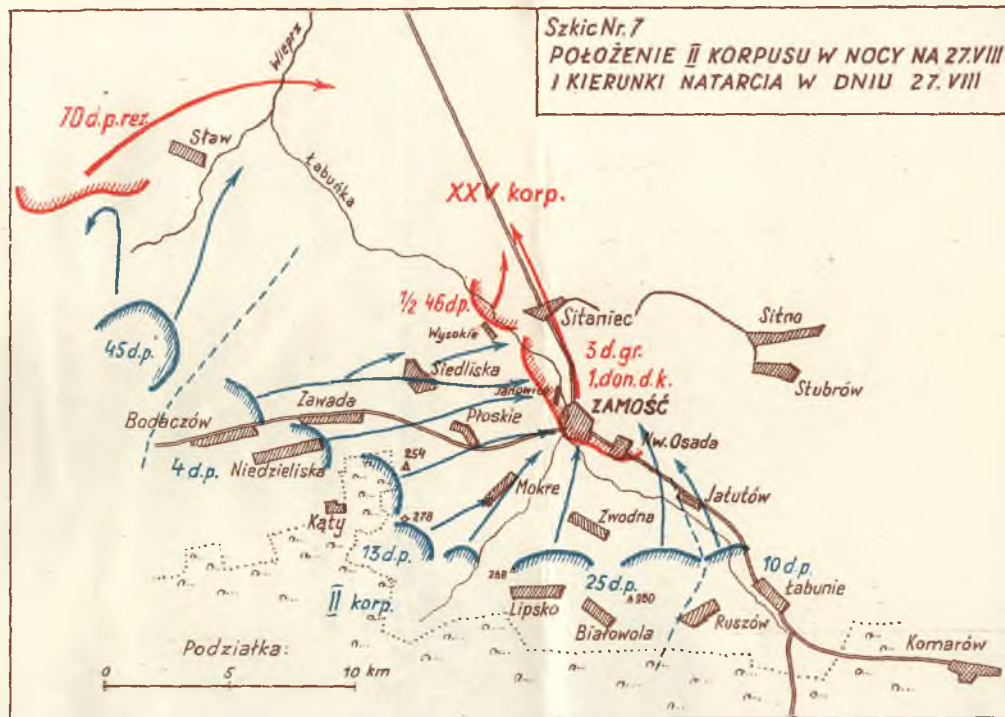 Szkic Nr. 7
POŁOŻENIE II KORPUSU W NOCY NA 27.VIII
I KIERUNKI NATARCIA W DNIU 27.VIII
Wieprz
70 d.p. rez.
Sław
Łabuńka
XXV korp.
½ 46 d.p.
Wysokie
Sitaniec
Sitno
Stubrów
45 d.p.
Siedliska
3 d.gr.
1. don. d.k.
Janowice
ZAMOŚĆ
Bodaczów
Zawada
Płoskie
Nw. Osada
4 d.p.
Niedzieliska
254
Mokre
Jatutów
Kąty
278
Zwodna
13 d.p.
268
25 d.p.
260
10 d.p.
Łabunie
II korp.
Lipsko
Białowola
Ruszów
Komarów
Podziałka:
0 5 10 km